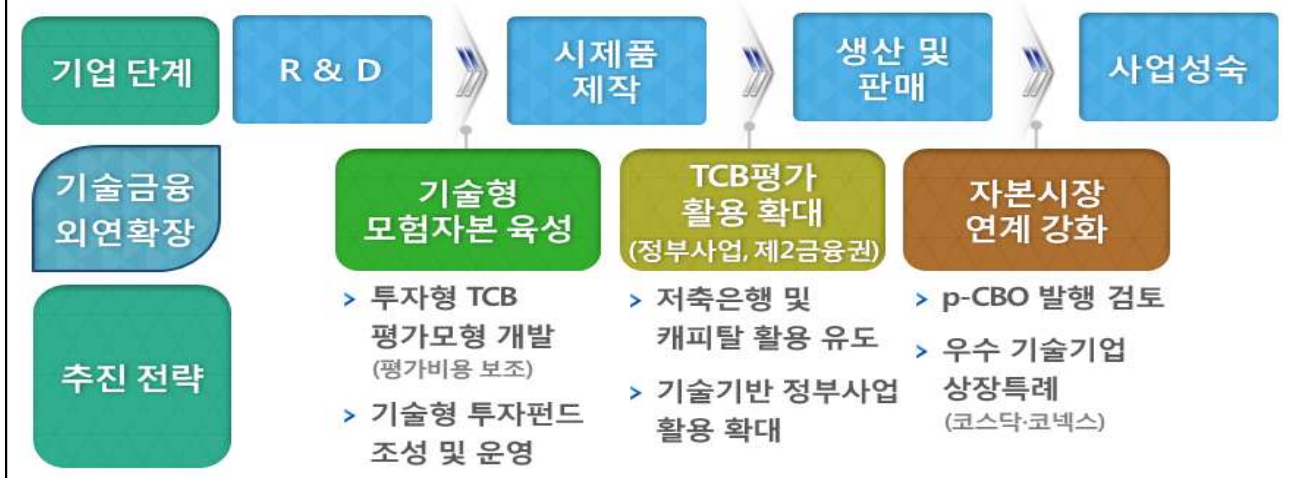 기업 단계
R & D
시제품
제작
생산 및
판매
사업성숙
기술금융
외연확장
기술형
모험자본 육성
TCB평가
활용 확대
(정부사업, 제2금융권)
자본시장
연계 강화
추진 전략
> 투자형 TCB
평가모형 개발
(평가비용 보조)
> 기술형 투자펀드
조성 및 운영
> 저축은행 및
캐피탈 활용 유도
> 기술기반 정부사업
활용 확대
> p-CBO 발행 검토
> 우수 기술기업
상장특례
(코스닥·코넥스)